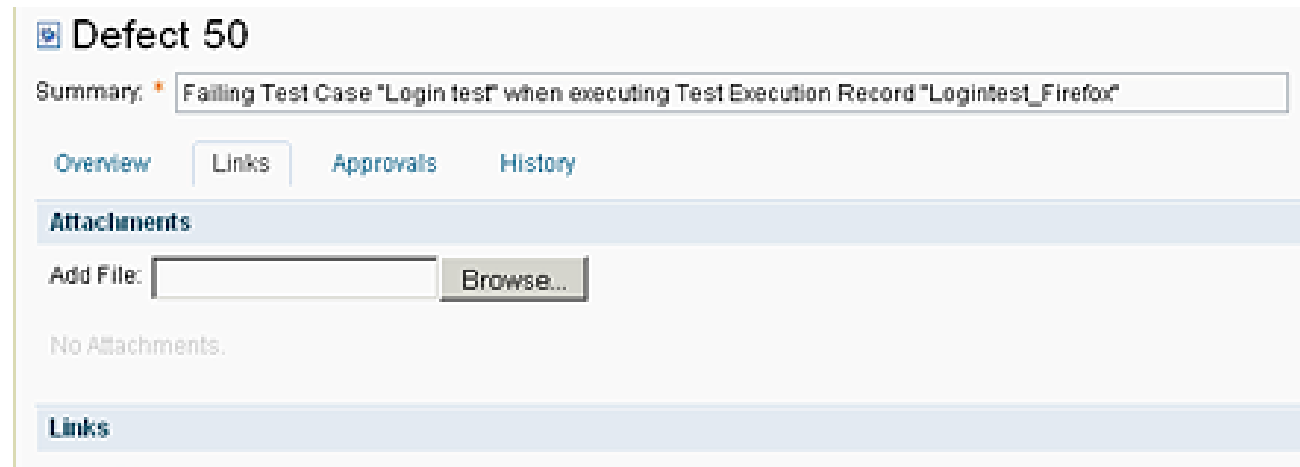 Defect 50
Summary: * Failing Test Case "Login test" when executing Test Execution Record "Logintest_Firefox"
Overview Links Approvals History
Attachments
Add File: Browse...
No Attachments.
Links